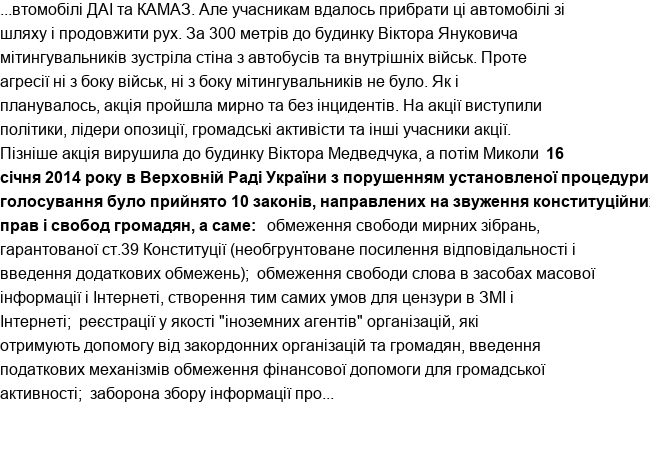 ...втомобілі ДАІ та КАМАЗ. Але учасникам вдалось прибрати ці автомобілі зі
шляху і продовжити рух. За 300 метрів до будинку Віктора Януковича
мітингувальників зустріла стіна з автобусів та внутрішніх військ. Проте
агресії ні з боку військ, ні з боку мітингувальників не було. Як і
планувалось, акція пройшла мирно та без інцидентів. На акції виступили
політики, лідери опозиції, громадські активісти та інші учасники акції.
Пізніше акція вирушила до будинку Віктора Медведчука, а потім Миколи 16
січня 2014 року в Верховній Раді України з порушенням установленої процедури
голосування було прийнято 10 законів, направлених на звуження конституційни
прав і свобод громадян, а саме: обмеження свободи мирних зібрань,
гарантованої ст.39 Конституції (необгрунтоване посилення відповідальності і
введення додаткових обмежень); обмеження свободи слова в засобах масової
інформації і Інтернеті, створення тим самих умов для цензури в ЗМІ і
Інтернеті; реєстрації у якості "іноземних агентів" організацій, які
отримують допомогу від закордонних організацій та громадян, введення
податкових механізмів обмеження фінансової допомоги для громадської
активності; заборона збору інформації про...